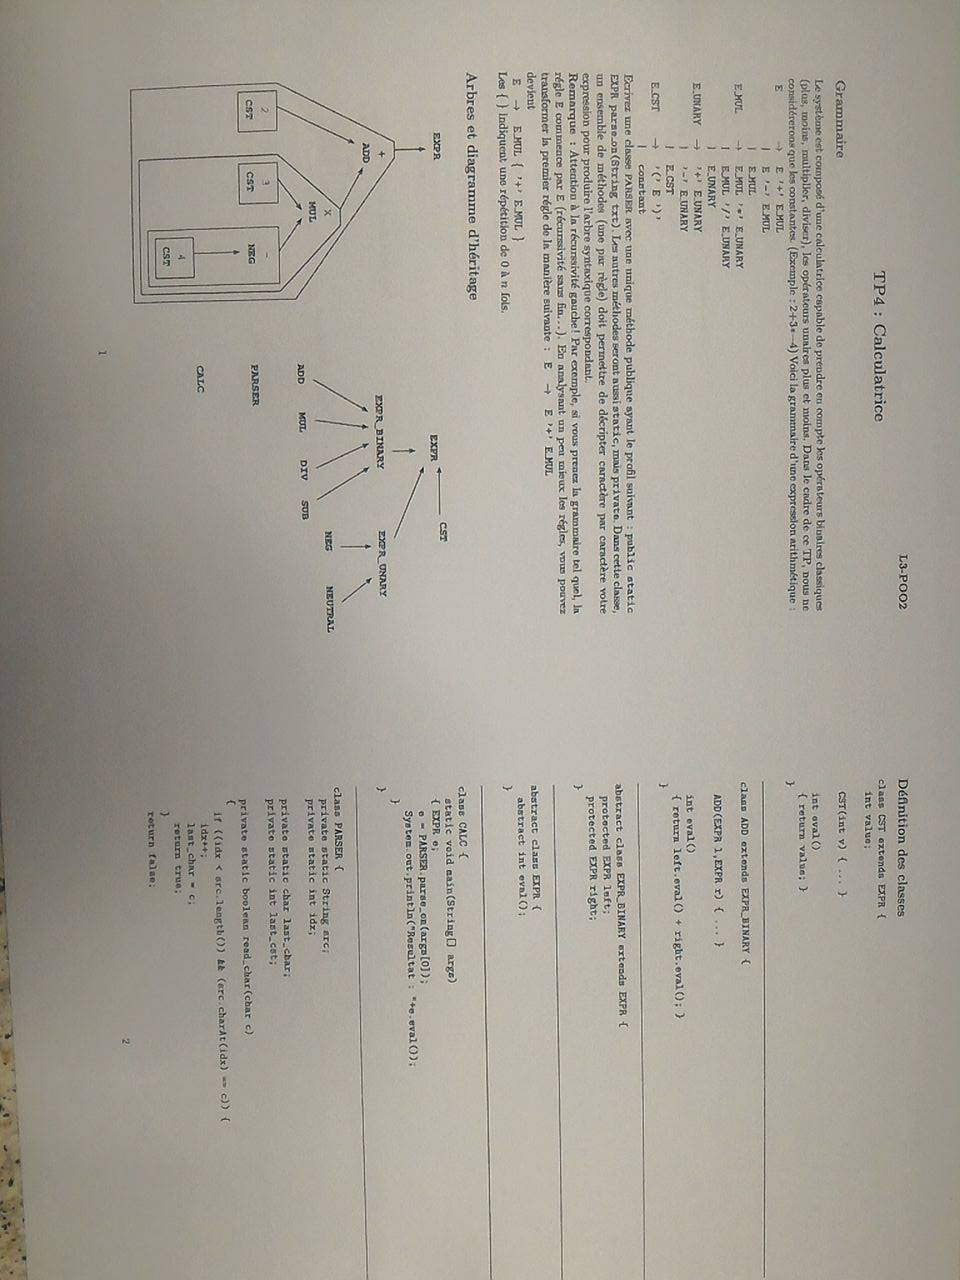 L3-POO2
TP4 : Calculatrice
Grammaire
Le système est composé d'une calculatrice capable de prendre en compte les opérateurs binaires classiques
(plus, moins, multiplier, diviser), les opérateurs unaires plus et moins. Dans le cadre de ce TP, nous ne
considérerons que les constantes. (Exemple : 2+3*-4) Voici la grammaire d'une expression arithmétique :
E → E '+' E_MUL
| E '-' E_MUL
| E_MUL
E_MUL → E_MUL '*' E_UNARY
| E_MUL '/' E_UNARY
| E_UNARY
E_UNARY → '+' E_UNARY
| '-' E_UNARY
| E_CST
E_CST → '(' E ')'
| constant
Ecrivez une classe PARSER avec une unique méthode publique ayant le profil suivant : public static
EXPR parse_on(String txt) Les autres méthodes seront aussi static, mais private. Dans cette classe,
un ensemble de méthodes (une par règle) doit permettre de décripter caractère par caractère votre
expression pour produire l'arbre syntaxique correspondant.
Remarque : Attention à la récursivité gauche! Par exemple, si vous prenez la grammaire tel quel, la
règle E commence par E (récursivité sans fin...). En analysant un peu mieux les règles, vous pouvez
transformer la premier règle de la manière suivante : E → E '+' E_MUL
devient
E → E_MUL { '+' E_MUL }
Les { } indiquent une répétition de 0 à n fois.
Arbres et diagramme d'héritage
EXPR
+
ADD
2
CST
X
MUL
3
CST
-
NEG
4
CST
EXPR
CST
EXPR_BINARY
EXPR_UNARY
ADD
MUL
DIV
SUB
NEG
NEUTRAL
PARSER
CALC
1
Définition des classes
class CST extends EXPR {
int value;
CST(int v) { ... }
int eval()
{ return value; }
}
class ADD extends EXPR_BINARY {
ADD(EXPR l,EXPR r) { ... }
int eval()
{ return left.eval() + right.eval(); }
}
abstract class EXPR_BINARY extends EXPR {
protected EXPR left;
protected EXPR right;
}
abstract class EXPR {
abstract int eval();
}
class CALC {
static void main(String[] args)
{ EXPR e;
e = PARSER.parse_on(args[0]);
System.out.println("Resultat : "+e.eval());
}
}
class PARSER {
private static String src;
private static int idx;
private static char last_char;
private static int last_cst;
private static boolean read_char(char c)
{
if ((idx < src.length()) && (src.charAt(idx) == c)) {
idx++;
last_char = c;
return true;
}
return false;
2